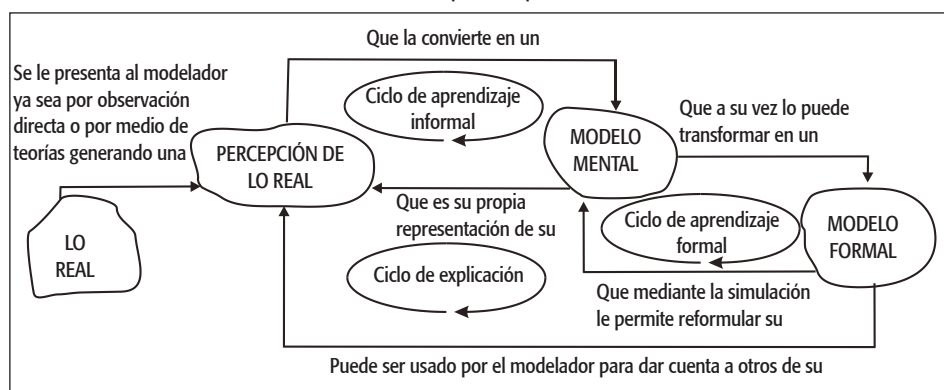 Que la convierte en un
Se le presenta al modelador
ya sea por observación
directa o por medio de
teorías generando una
Ciclo de aprendizaje
informal
Que a su vez lo puede
transformar en un
PERCEPCIÓN DE
LO REAL
MODELO
MENTAL
Que es su propia
representación de su
Ciclo de aprendizaje
formal
MODELO
FORMAL
LO
REAL
Ciclo de explicación
Que mediante la simulación
le permite reformular su
Puede ser usado por el modelador para dar cuenta a otros de su